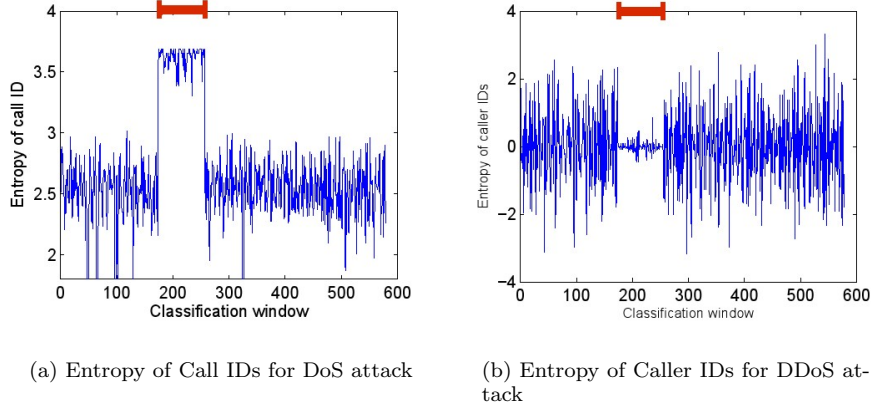 4
3.5
3
2.5
2
Entropy of call ID
0 100 200 300 400 500 600
Classification window
4
2
0
−2
−4
Entropy of caller IDs
0 100 200 300 400 500 600
Classification window
(a) Entropy of Call IDs for DoS attack
(b) Entropy of Caller IDs for DDoS at-
tack